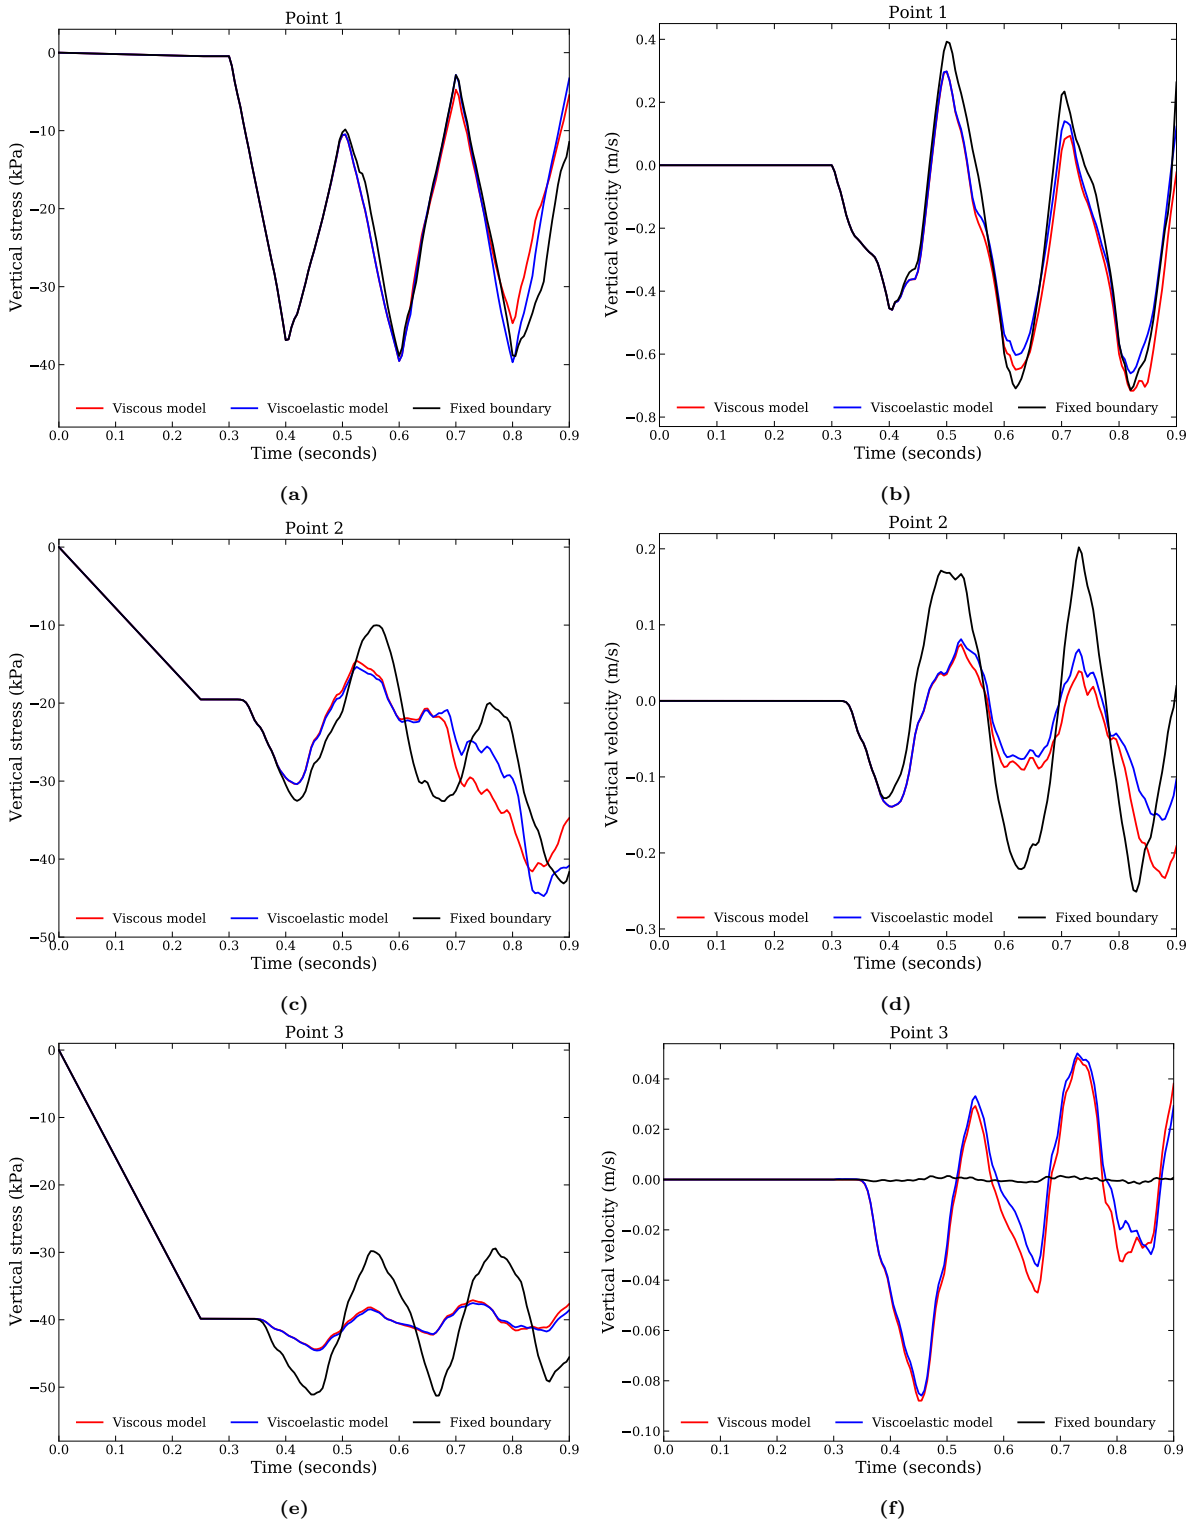 Point 1
Vertical stress (kPa)
0
−10
−20
−30
−40
Viscous model Viscoelastic model Fixed boundary
0.0 0.1 0.2 0.3 0.4 0.5 0.6 0.7 0.8 0.9
Time (seconds)
(a)
Point 1
Vertical velocity (m/s)
0.4
0.2
0.0
−0.2
−0.4
−0.6
−0.8
Viscous model Viscoelastic model Fixed boundary
0.0 0.1 0.2 0.3 0.4 0.5 0.6 0.7 0.8 0.9
Time (seconds)
(b)
Point 2
Vertical stress (kPa)
0
−10
−20
−30
−40
−50
Viscous model Viscoelastic model Fixed boundary
0.0 0.1 0.2 0.3 0.4 0.5 0.6 0.7 0.8 0.9
Time (seconds)
(c)
Point 2
Vertical velocity (m/s)
0.2
0.1
0.0
−0.1
−0.2
−0.3
Viscous model Viscoelastic model Fixed boundary
0.0 0.1 0.2 0.3 0.4 0.5 0.6 0.7 0.8 0.9
Time (seconds)
(d)
Point 3
Vertical stress (kPa)
0
−10
−20
−30
−40
−50
Viscous model Viscoelastic model Fixed boundary
0.0 0.1 0.2 0.3 0.4 0.5 0.6 0.7 0.8 0.9
Time (seconds)
(e)
Point 3
Vertical velocity (m/s)
0.04
0.02
0.00
−0.02
−0.04
−0.06
−0.08
−0.10
Viscous model Viscoelastic model Fixed boundary
0.0 0.1 0.2 0.3 0.4 0.5 0.6 0.7 0.8 0.9
Time (seconds)
(f)